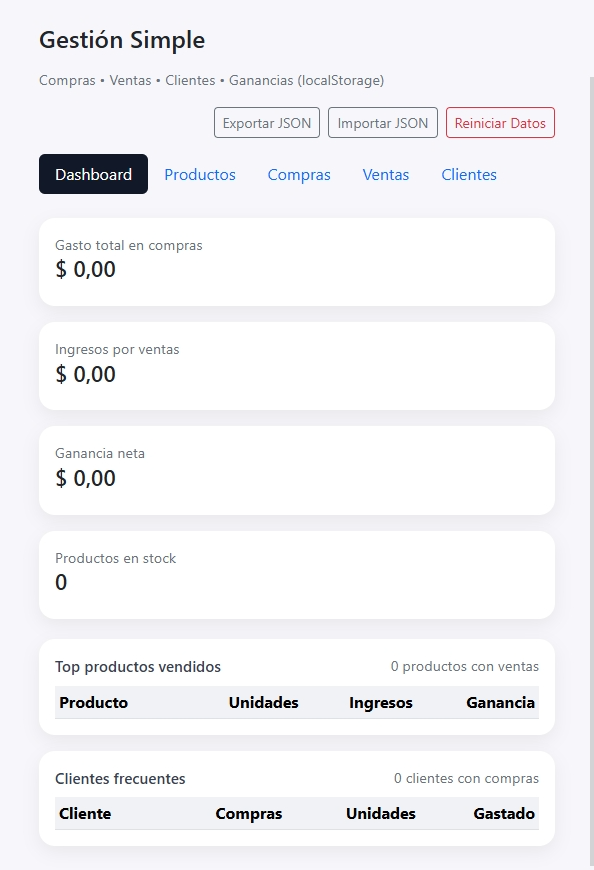 Gestión Simple
Compras • Ventas • Clientes • Ganancias (localStorage)
Exportar JSON Importar JSON Reiniciar Datos
Dashboard Productos Compras Ventas Clientes
Gasto total en compras
$ 0,00
Ingresos por ventas
$ 0,00
Ganancia neta
$ 0,00
Productos en stock
0
Top productos vendidos 0 productos con ventas
Producto Unidades Ingresos Ganancia
Clientes frecuentes 0 clientes con compras
Cliente Compras Unidades Gastado